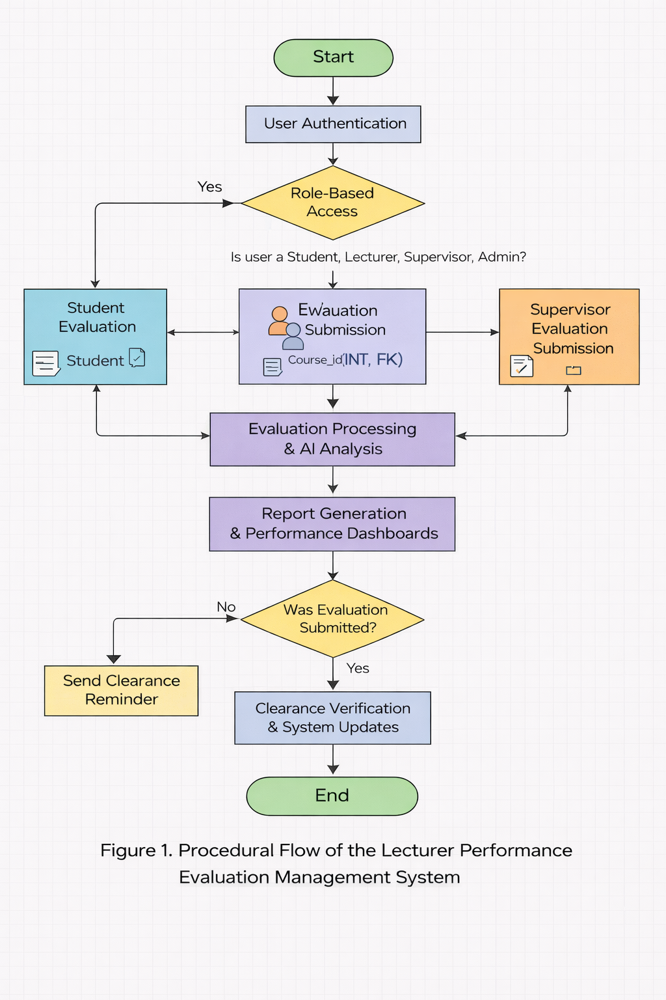 Start
User Authentication
Yes
Role-Based
Access
Is user a Student, Lecturer, Supervisor, Admin?
Student
Evaluation
Student
Ewauation
Submission
Course_id(INT, FK)
Supervisor
Evaluation
Submission
Evaluation Processing
& AI Analysis
Report Generation
& Performance Dashboards
No
Was Evaluation
Submitted?
Yes
Send Clearance
Reminder
Clearance Verification
& System Updates
End
Figure 1. Procedural Flow of the Lecturer Performance
Evaluation Management System